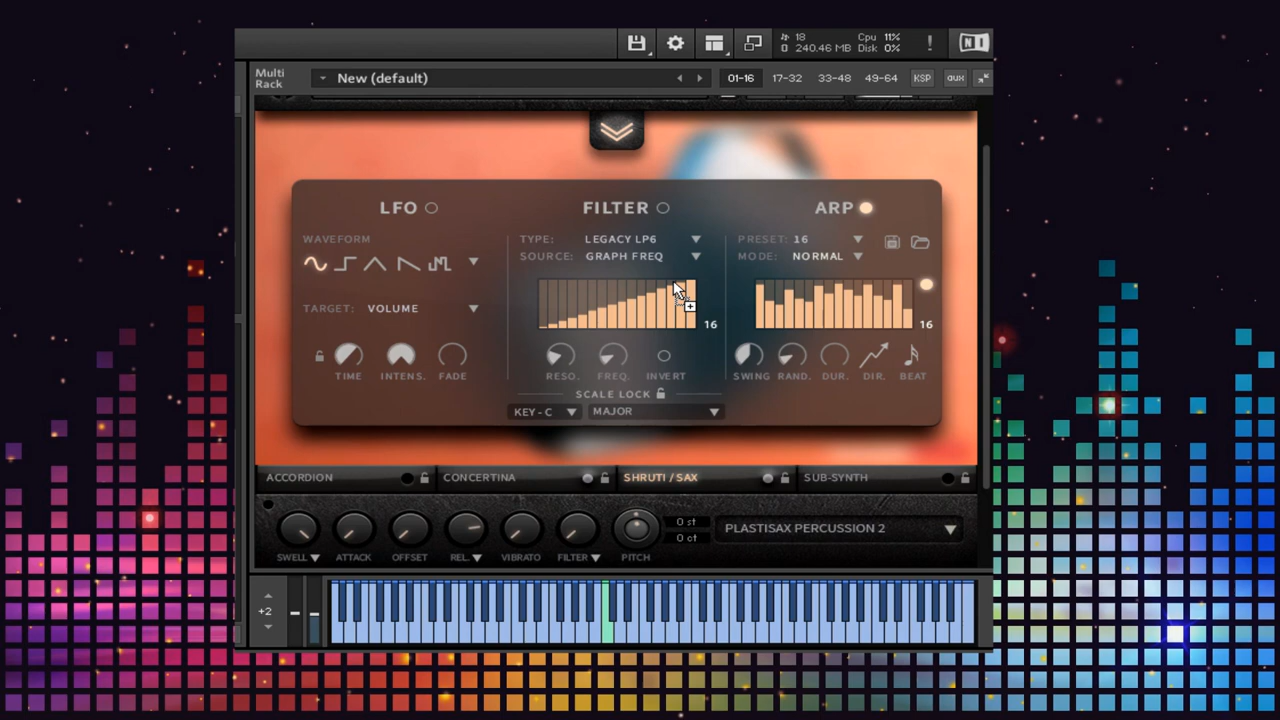 18
Cpu 11%
240.46 MB
Disk 0%
!
NI
Multi
Rack
New (default)
01-16
17-32
33-48
49-64
KSP
aux
LFO
WAVEFORM
TARGET: VOLUME
TIME
INTENS.
FADE
FILTER
TYPE: LEGACY LP6
SOURCE: GRAPH FREQ
16
RESO.
FREQ.
INVERT
SCALE LOCK
KEY - C
MAJOR
ARP
PRESET: 16
MODE: NORMAL
16
SWING
RAND.
DUR.
DIR.
BEAT
ACCORDION
CONCERTINA
SHRUTI / SAX
SUB-SYNTH
SWELL
ATTACK
OFFSET
REL.
VIBRATO
FILTER
PITCH
0 st
0 ct
PLASTISAX PERCUSSION 2
+2